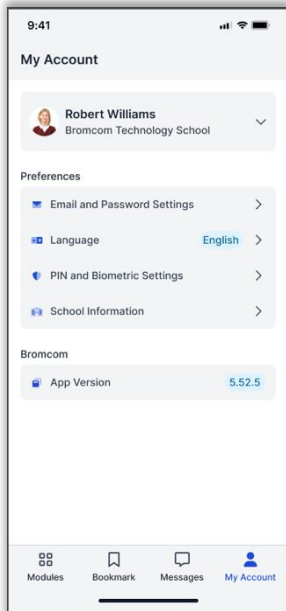 9:41
My Account
Robert Williams
Bromcom Technology School
Preferences
Email and Password Settings
Language English
PIN and Biometric Settings
School Information
Bromcom
App Version 5.52.5
Modules Bookmark Messages My Account